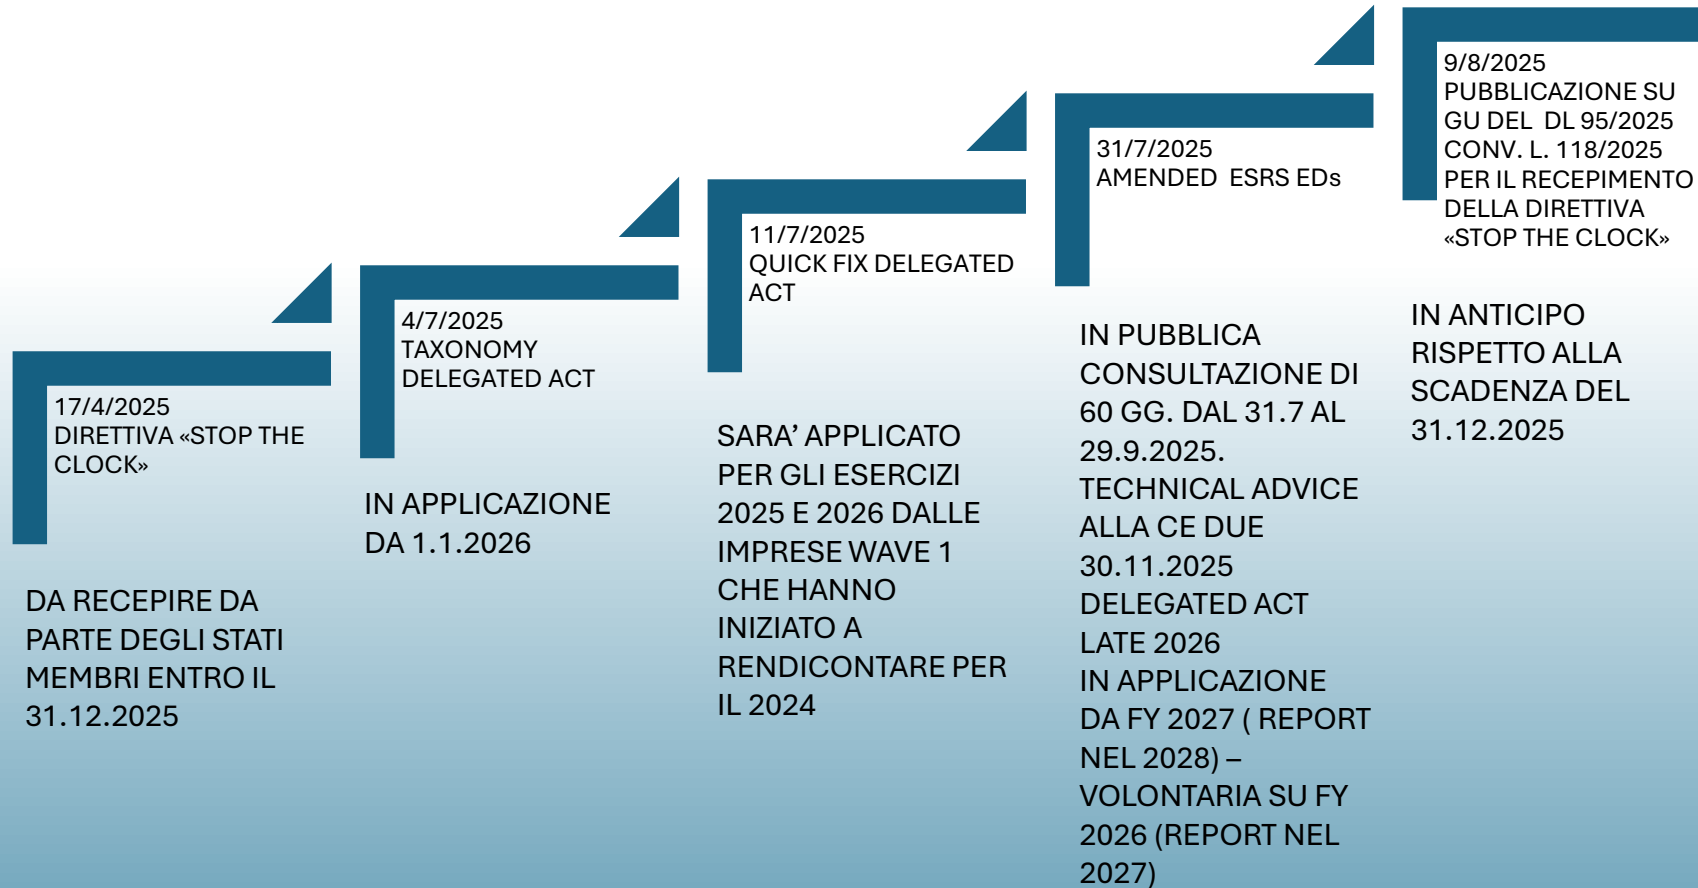 17/4/2025
DIRETTIVA «STOP THE
CLOCK»
DA RECEPIRE DA
PARTE DEGLI STATI
MEMBRI ENTRO IL
31.12.2025
4/7/2025
TAXONOMY
DELEGATED ACT
IN APPLICAZIONE
DA 1.1.2026
11/7/2025
QUICK FIX DELEGATED
ACT
SARA’ APPLICATO
PER GLI ESERCIZI
2025 E 2026 DALLE
IMPRESE WAVE 1
CHE HANNO
INIZIATO A
RENDICONTARE PER
IL 2024
31/7/2025
AMENDED  ESRS EDs
IN PUBBLICA
CONSULTAZIONE DI
60 GG. DAL 31.7 AL
29.9.2025.
TECHNICAL ADVICE
ALLA CE DUE
30.11.2025
DELEGATED ACT
LATE 2026
IN APPLICAZIONE
DA FY 2027 ( REPORT
NEL 2028) –
VOLONTARIA SU FY
2026 (REPORT NEL
2027)
9/8/2025
PUBBLICAZIONE SU
GU DEL  DL 95/2025
CONV. L. 118/2025
PER IL RECEPIMENTO
DELLA DIRETTIVA
«STOP THE CLOCK»
IN ANTICIPO
RISPETTO ALLA
SCADENZA DEL
31.12.2025